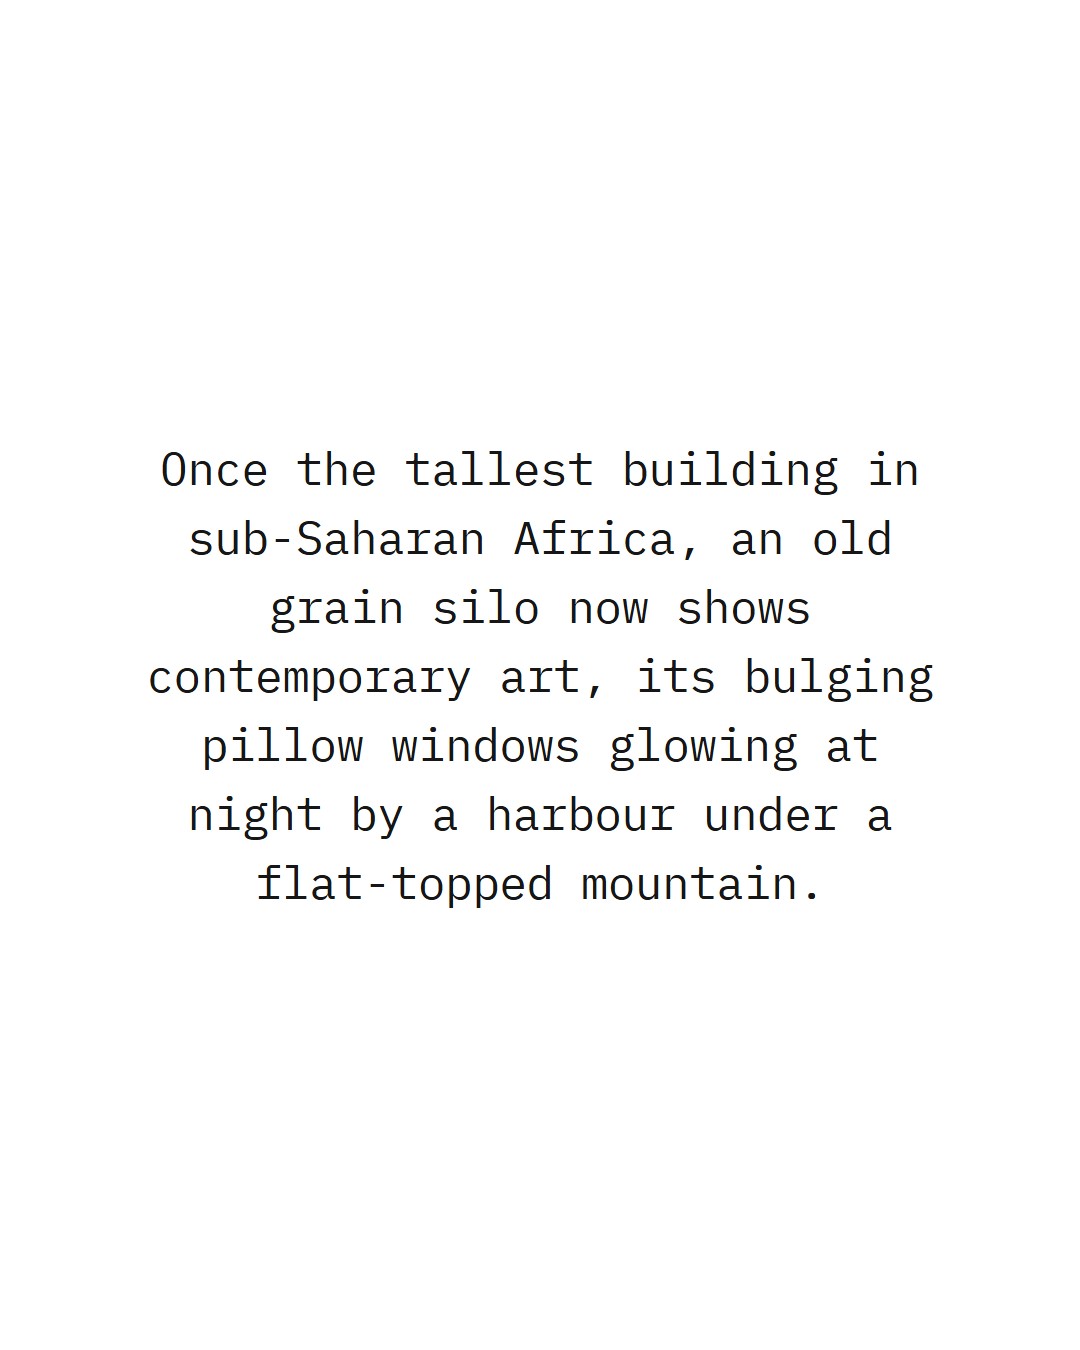 Once the tallest building in
sub-Saharan Africa, an old
grain silo now shows
contemporary art, its bulging
pillow windows glowing at
night by a harbour under a
flat-topped mountain.